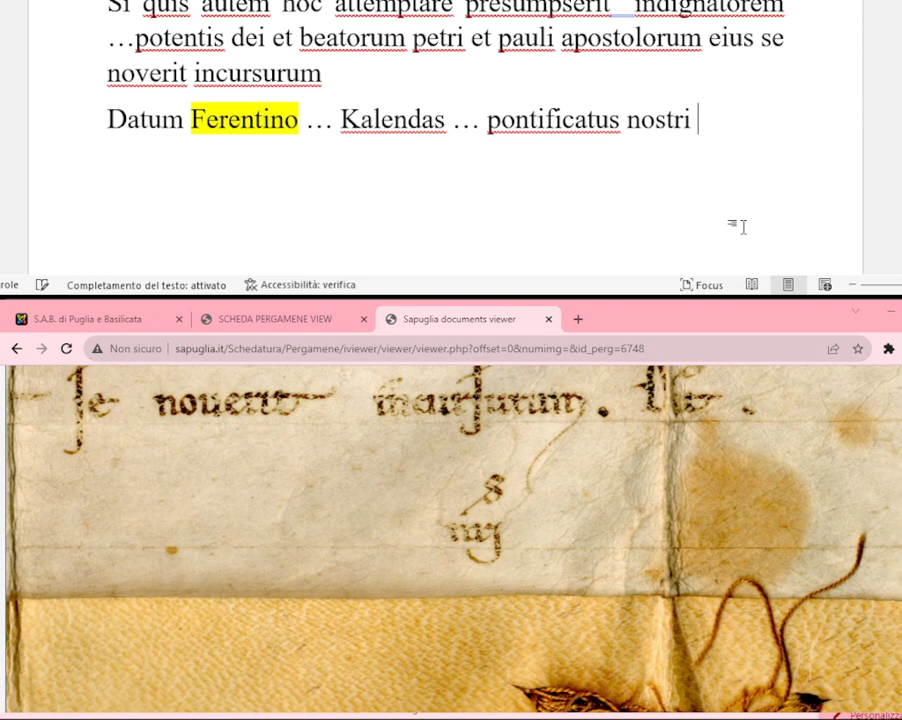 Si quis autem hoc attemptare presumpserit indignatorem
…potentis dei et beatorum petri et pauli apostolorum eius se
noverit incursurum
Datum Ferentino … Kalendas … pontificatus nostri
role Completamento del testo: attivato Accessibilità: verifica Focus
S.A.B. di Puglia e Basilicata SCHEDA PERGAMENE VIEW Sapuglia documents viewer
Non sicuro sapuglia.it/Schedatura/Pergamene/iviewer/viewer/viewer.php?offset=0&numimg=&id_perg=6748
se noverit incursurum.
s
Personalizza